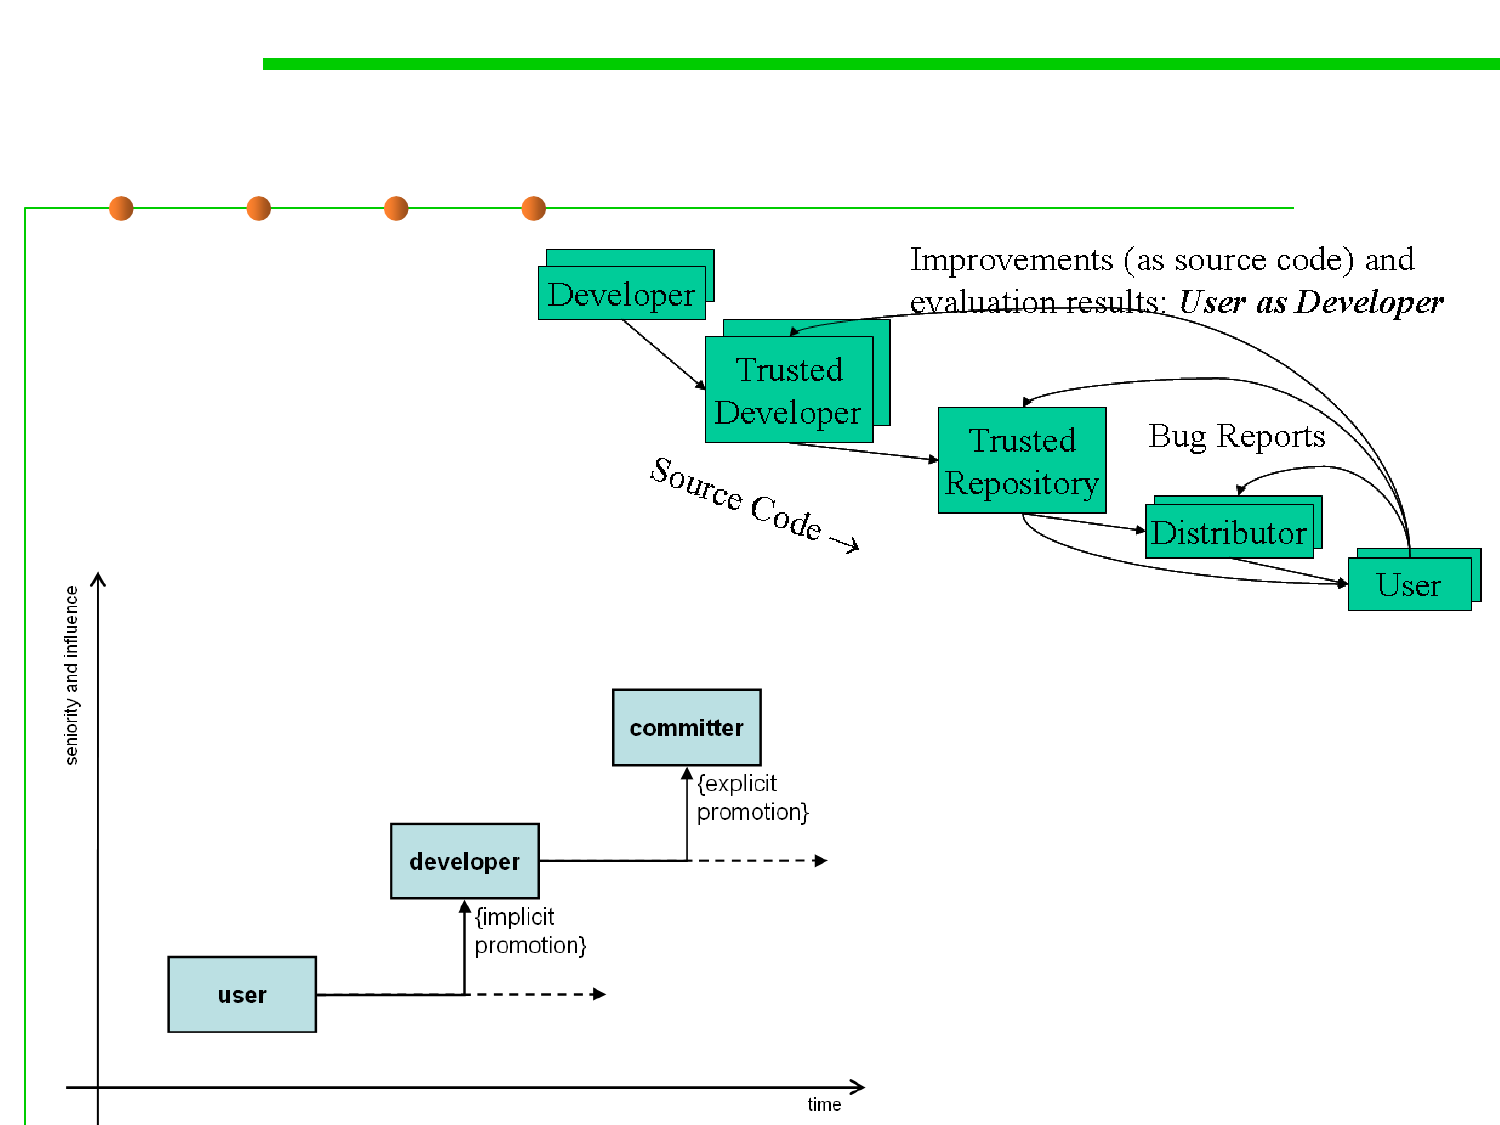 Improvements (as source code) and
evaluation results: User as Developer
Developer
Trusted
Developer
Trusted
Repository
Bug Reports
Source Code →
Distributor
User
seniority and influence
committer
{explicit
promotion}
developer
{implicit
promotion}
user
time